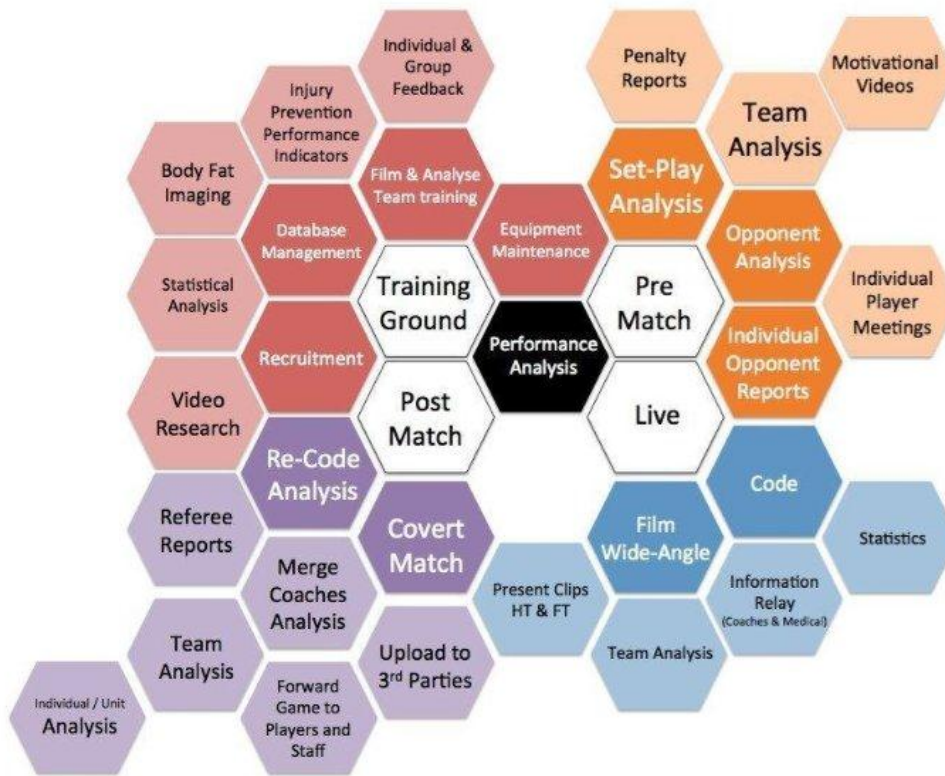 Individual &
Group
Feedback
Penalty
Reports
Motivational
Videos
Injury
Prevention
Performance
Indicators
Team
Analysis
Body Fat
Imaging
Film & Analyse
Team training
Set-Play
Analysis
Database
Management
Equipment
Maintenance
Opponent
Analysis
Statistical
Analysis
Training
Ground
Pre
Match
Individual
Player
Meetings
Recruitment
Performance
Analysis
Individual
Opponent
Reports
Video
Research
Post
Match
Live
Re-Code
Analysis
Code
Referee
Reports
Covert
Match
Film
Wide-Angle
Statistics
Merge
Coaches
Analysis
Present Clips
HT & FT
Information
Relay
(Coaches & Medical)
Team
Analysis
Upload to
3rd Parties
Team Analysis
Individual / Unit
Analysis
Forward
Game to
Players and
Staff